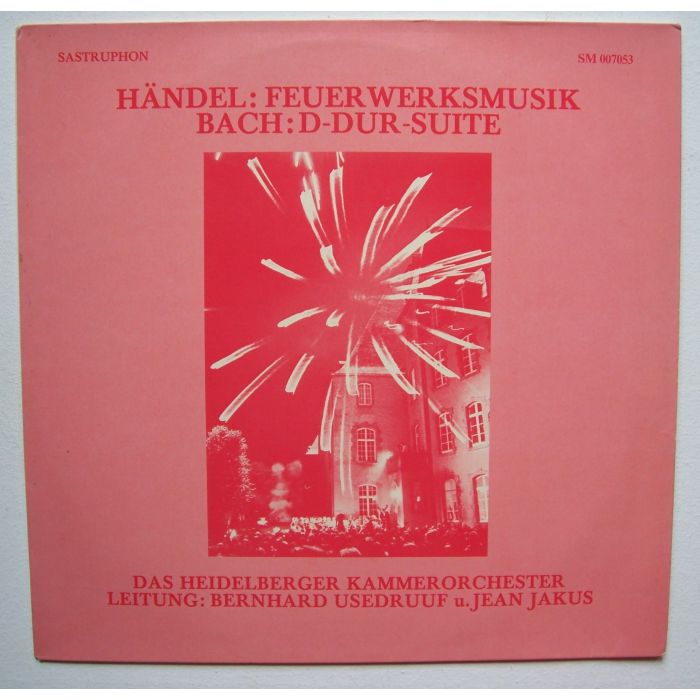 SASTRUPHON
SM 007053
HÄNDEL: FEUERWERKSMUSIK
BACH: D-DUR-SUITE
DAS HEIDELBERGER KAMMERORCHESTER
LEITUNG: BERNHARD USEDRUUF u. JEAN JAKUS